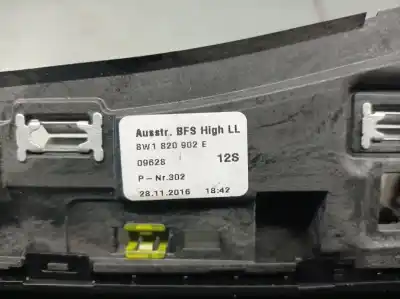 Ausstr. BFS High LL
8W1 820 902 E
09628 12S
P-Nr.302
28.11.2016 18:42